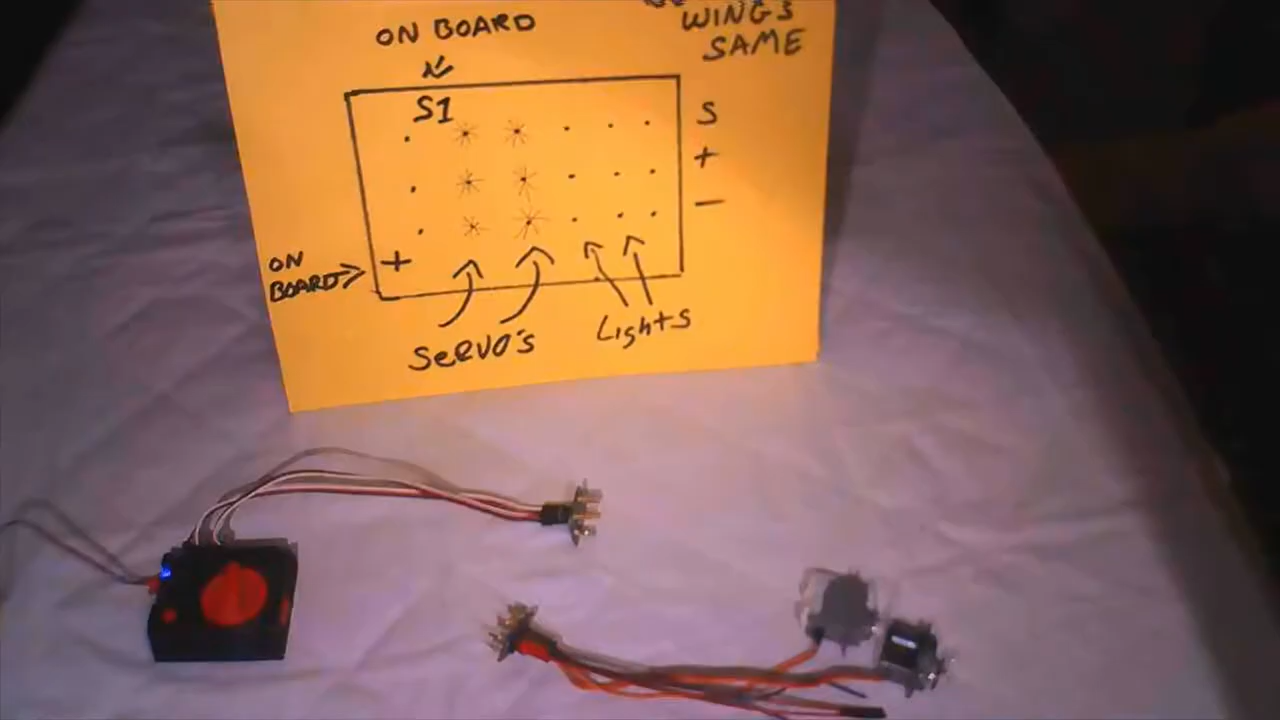 WINGS
SAME
ON BOARD
S1
S
+
-
ON
BOARD
+
SERVO'S
LIGHTS